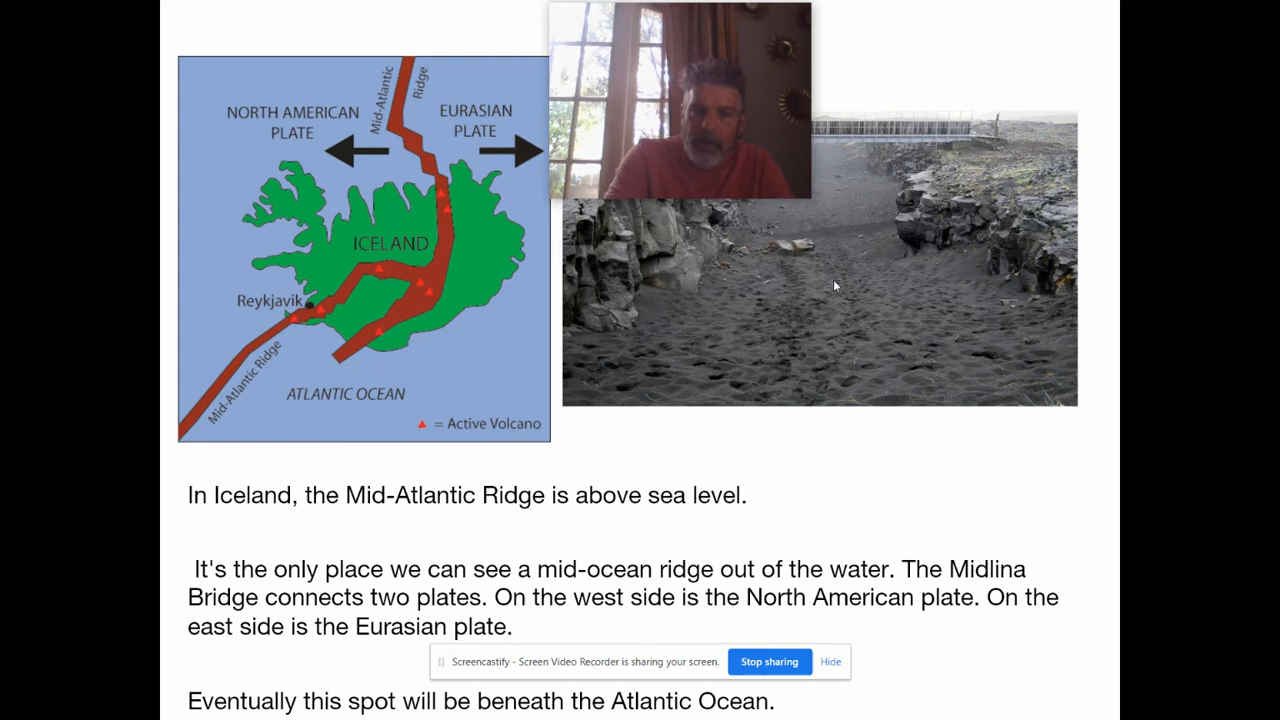 NORTH AMERICAN
PLATE
Mid-Atlantic
Ridge
EURASIAN
PLATE
ICELAND
Reykjavik
Mid-Atlantic Ridge
ATLANTIC OCEAN
= Active Volcano
In Iceland, the Mid-Atlantic Ridge is above sea level.
It's the only place we can see a mid-ocean ridge out of the water. The Midlina
Bridge connects two plates. On the west side is the North American plate. On the
east side is the Eurasian plate.
Screencastify - Screen Video Recorder is sharing your screen. Stop sharing Hide
Eventually this spot will be beneath the Atlantic Ocean.